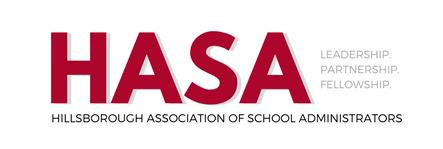 HASA
LEADERSHIP.
PARTNERSHIP.
FELLOWSHIP.
HILLSBOROUGH ASSOCIATION OF SCHOOL ADMINISTRATORS